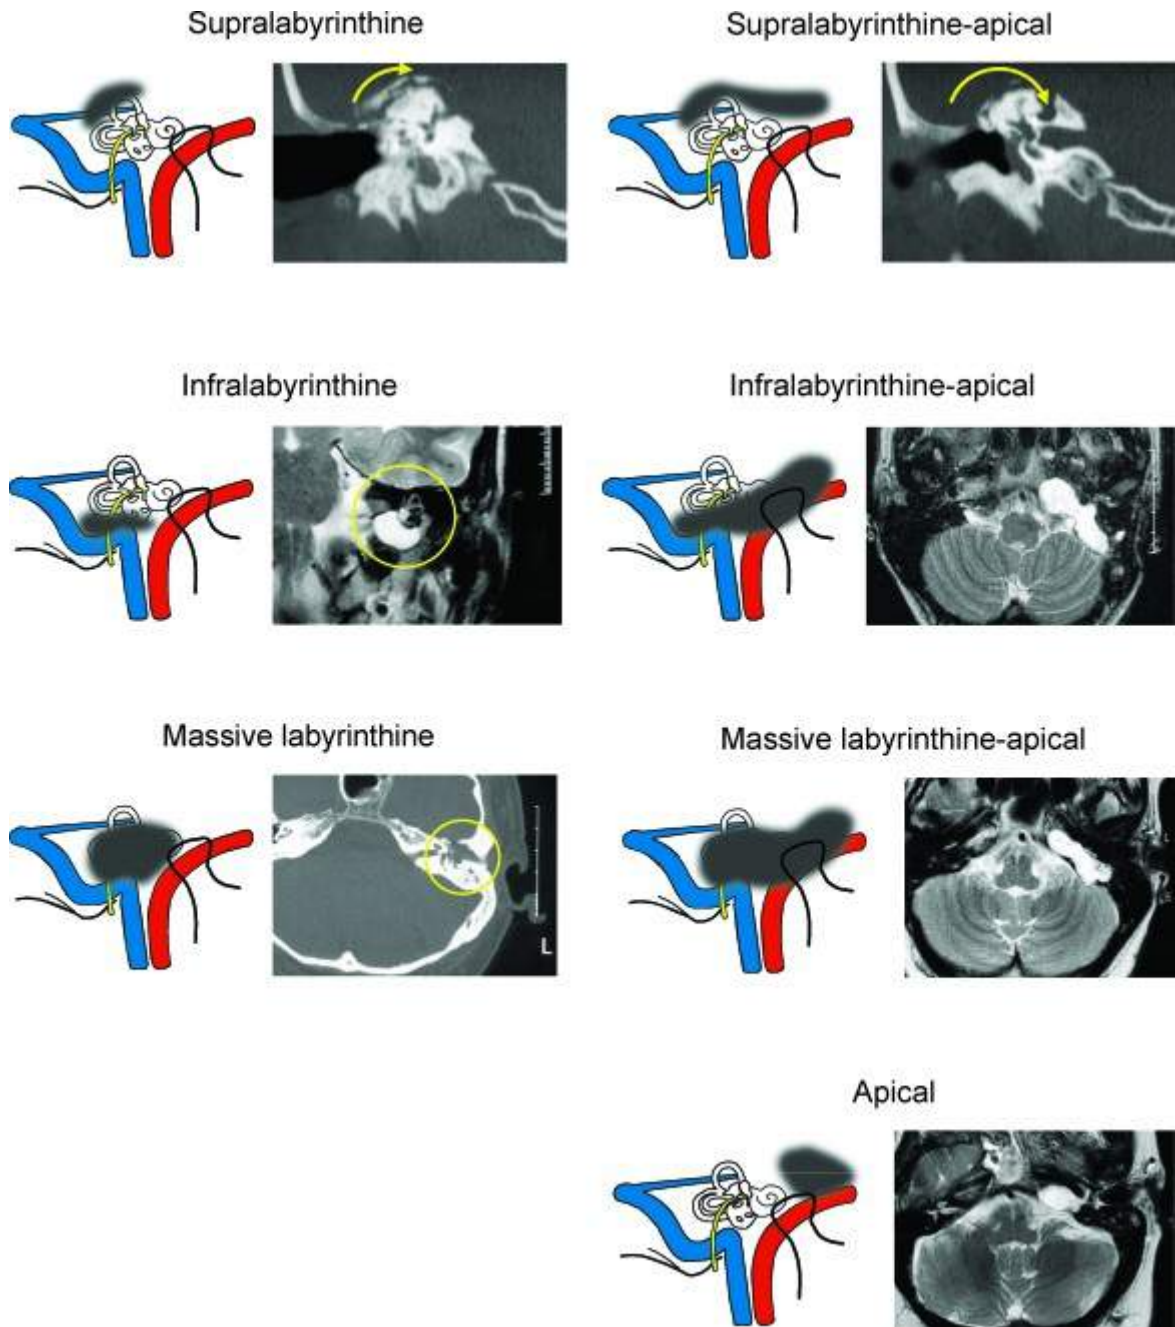 Supralabyrinthine
Supralabyrinthine-apical
Infralabyrinthine
Infralabyrinthine-apical
Massive labyrinthine
Massive labyrinthine-apical
Apical